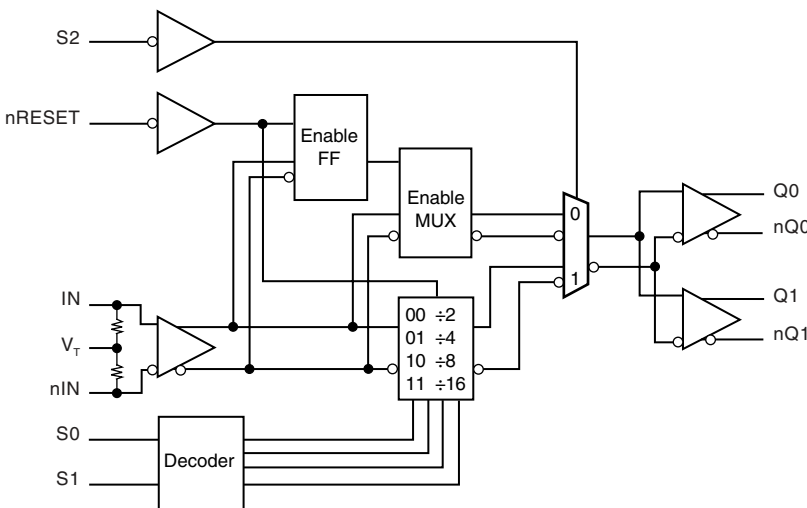 S2
nRESET
Enable
FF
Enable
MUX
0
1
Q0
nQ0
Q1
nQ1
IN
VT
nIN
00 ÷2
01 ÷4
10 ÷8
11 ÷16
S0
S1
Decoder